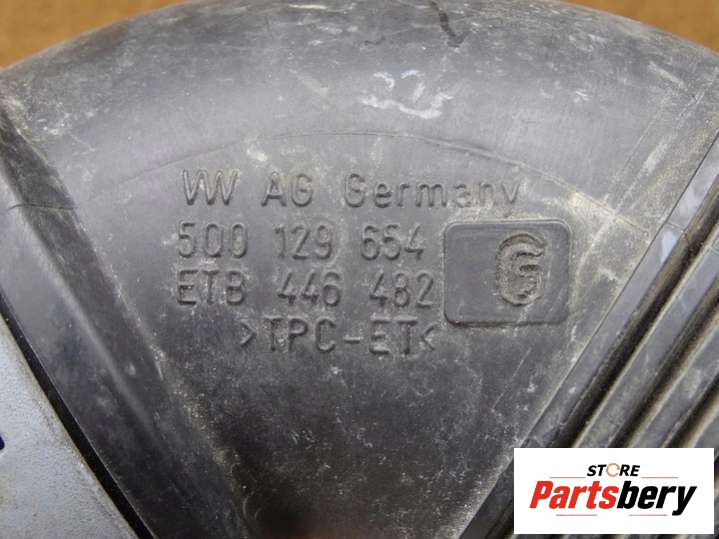 VW AG Germany
5Q0 129 654 G
ETB 446 482
>TPC-ET<
STORE
Partsbery